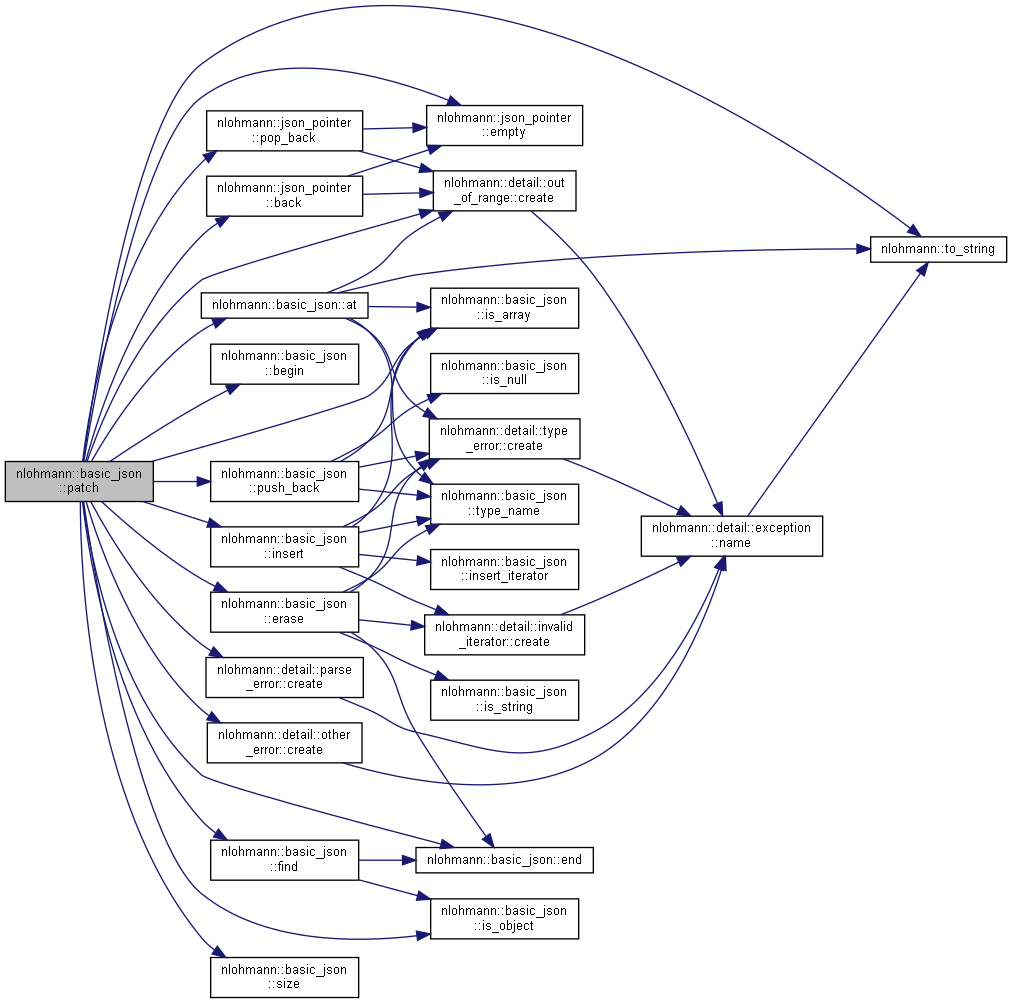 nlohmann::basic_json
::patch
nlohmann::json_pointer
::pop_back
nlohmann::json_pointer
::back
nlohmann::basic_json::at
nlohmann::basic_json
::begin
nlohmann::basic_json
::push_back
nlohmann::basic_json
::insert
nlohmann::basic_json
::erase
nlohmann::detail::parse
_error::create
nlohmann::detail::other
_error::create
nlohmann::basic_json
::find
nlohmann::basic_json
::size
nlohmann::json_pointer
::empty
nlohmann::detail::out
_of_range::create
nlohmann::basic_json
::is_array
nlohmann::basic_json
::is_null
nlohmann::detail::type
_error::create
nlohmann::basic_json
::type_name
nlohmann::basic_json
::insert_iterator
nlohmann::detail::invalid
_iterator::create
nlohmann::basic_json
::is_string
nlohmann::basic_json::end
nlohmann::basic_json
::is_object
nlohmann::detail::exception
::name
nlohmann::to_string